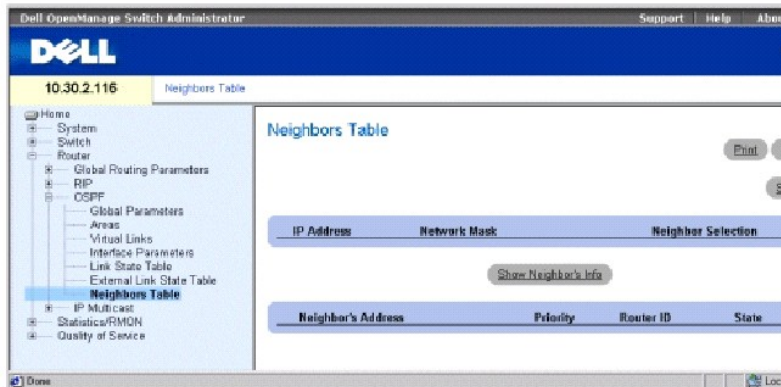 Dell OpenManage Switch Administrator
Support Help
DELL
10.30.2.116 Neighbors Table
Home
System
Switch
Router
Global Routing Parameters
RIP
OSPF
Global Parameters
Areas
Virtual Links
Interface Parameters
Link State Table
External Link State Table
Neighbors Table
IP Multicast
Statistics/RMON
Quality of Service
Neighbors Table
Print
IP Address Network Mask Neighbor Selection
Show Neighbor's Info
Neighbor's Address Priority Router ID State
Done